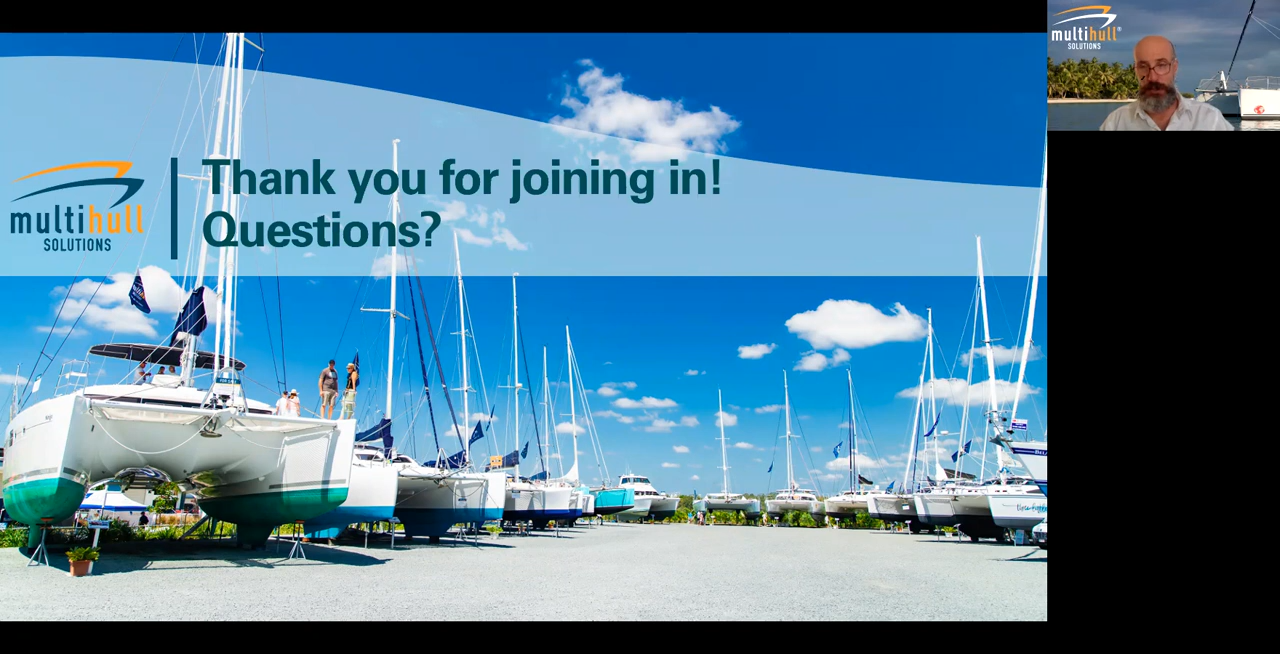 Thank you for joining in!
Questions?
multihull
SOLUTIONS
multihull®
SOLUTIONS